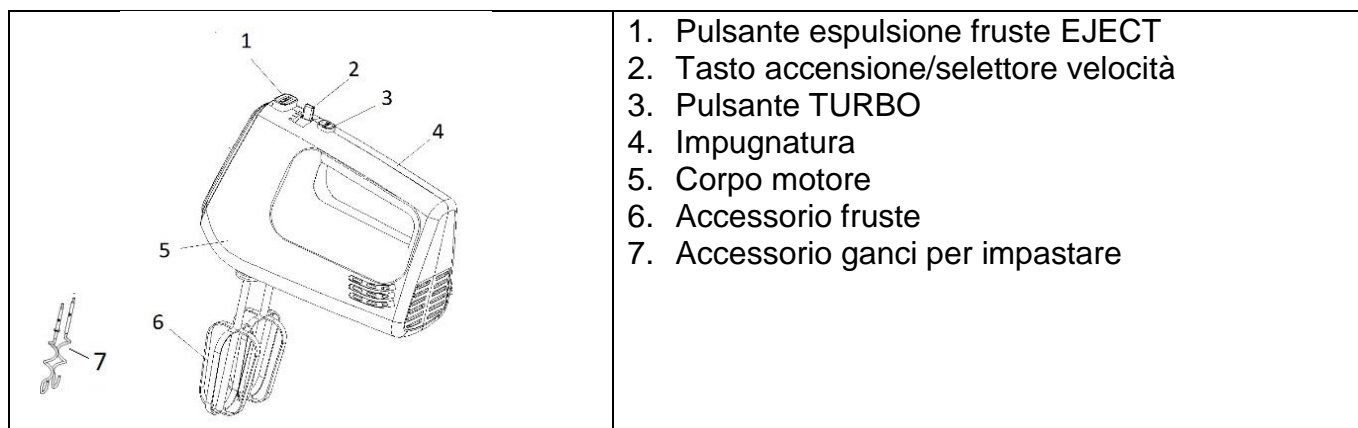 1
2
3
4
5
6
7
1. Pulsante espulsione fruste EJECT
2. Tasto accensione/selettore velocità
3. Pulsante TURBO
4. Impugnatura
5. Corpo motore
6. Accessorio fruste
7. Accessorio ganci per impastare